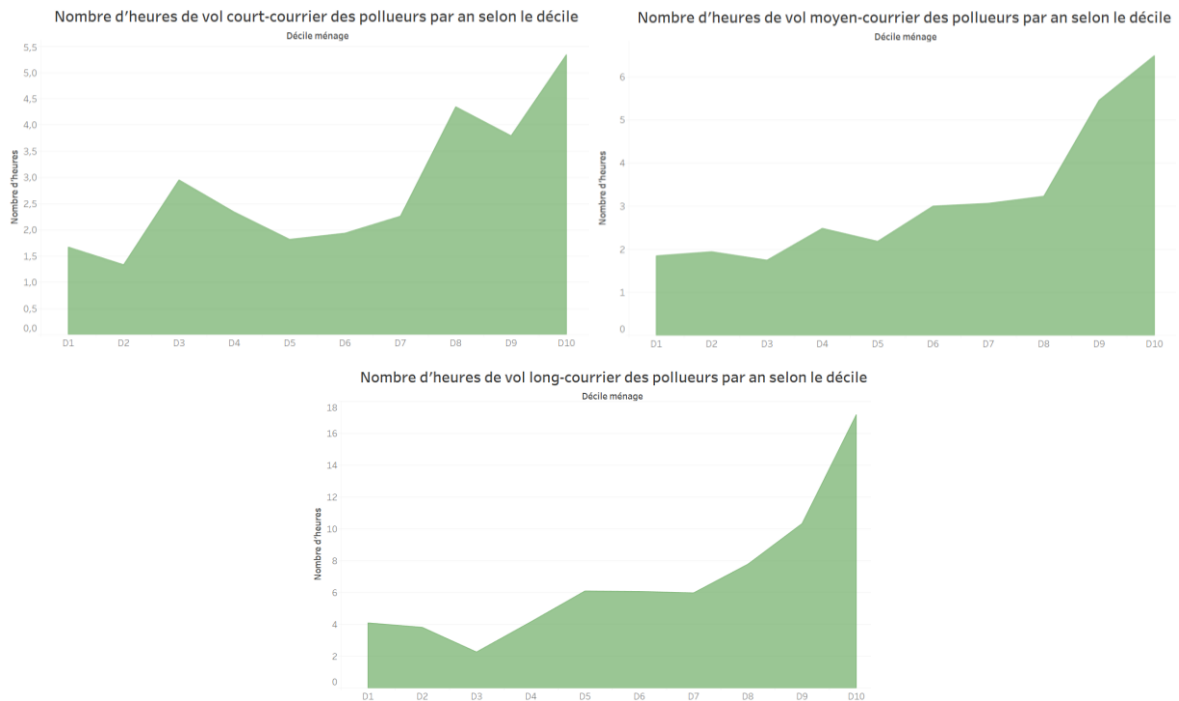 Nombre d'heures de vol court-courrier des pollueurs par an selon le décile
Décile ménage
5,5
5,0
4,5
4,0
3,5
3,0
2,5
2,0
1,5
1,0
0,5
0,0
Nombre d'heures
D1 D2 D3 D4 D5 D6 D7 D8 D9 D10
Nombre d'heures de vol moyen-courrier des pollueurs par an selon le décile
Décile ménage
6
5
4
3
2
1
0
Nombre d'heures
D1 D2 D3 D4 D5 D6 D7 D8 D9 D10
Nombre d'heures de vol long-courrier des pollueurs par an selon le décile
Décile ménage
18
16
14
12
10
8
6
4
2
0
Nombre d'heures
D1 D2 D3 D4 D5 D6 D7 D8 D9 D10